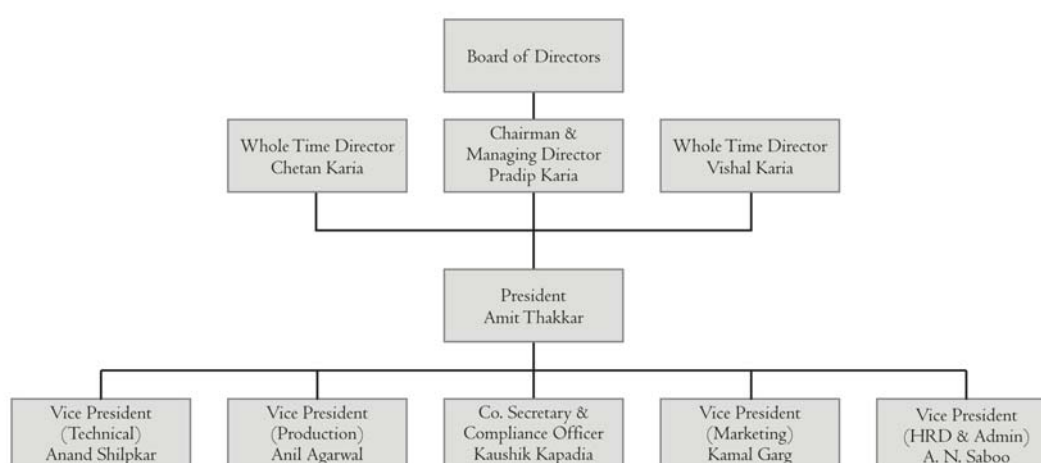 Board of Directors
Whole Time Director
Chetan Karia
Chairman &
Managing Director
Pradip Karia
Whole Time Director
Vishal Karia
President
Amit Thakkar
Vice President
(Technical)
Anand Shilpkar
Vice President
(Production)
Anil Agarwal
Co. Secretary &
Compliance Officer
Kaushik Kapadia
Vice President
(Marketing)
Kamal Garg
Vice President
(HRD & Admin)
A. N. Saboo